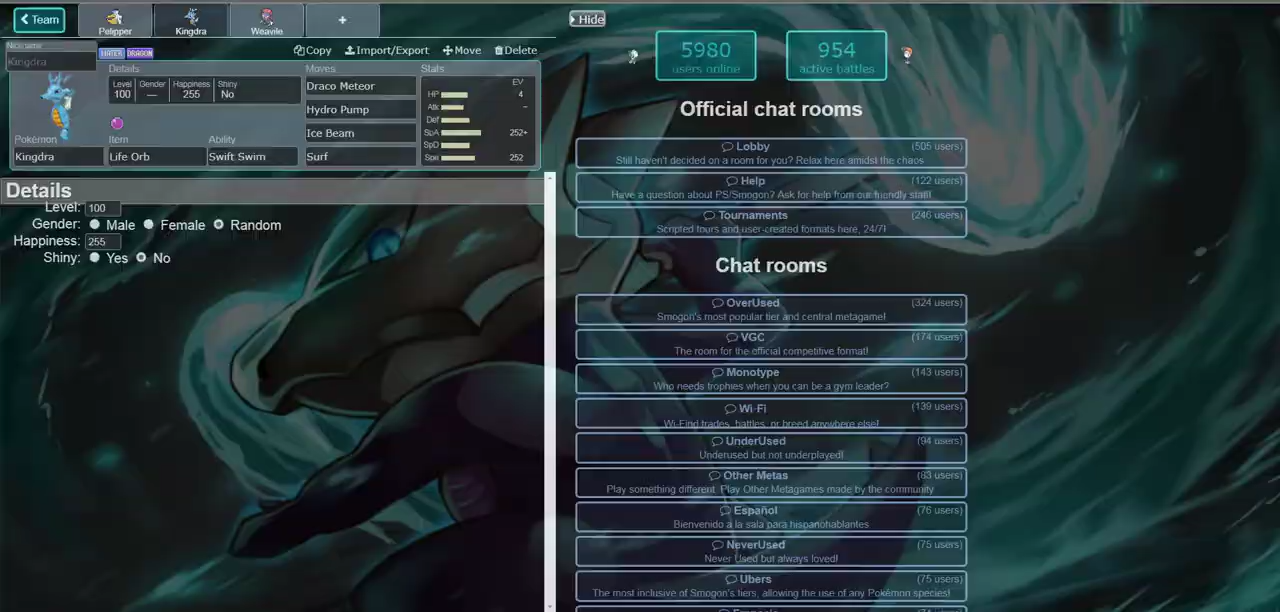 Team
Pelipper
Kingdra
Weavile
+
Hide
Nickname
Kingdra
WATER DRAGON
Copy
Import/Export
Move
Delete
Details
Level
100
Gender
—
Happiness
255
Shiny
No
Pokémon
Kingdra
Item
Life Orb
Ability
Swift Swim
Moves
Draco Meteor
Hydro Pump
Ice Beam
Surf
Stats
EV
HP 4
Atk -
Def
SpA 252+
SpD
Spe 252
Details
Level: 100
Gender: Male Female Random
Happiness: 255
Shiny: Yes No
5980
users online
954
active battles
Official chat rooms
Lobby (505 users)
Still haven't decided on a room for you? Relax here amidst the chaos
Help (122 users)
Have a question about PS/Smogon? Ask for help from our friendly staff!
Tournaments (246 users)
Scripted tours and user-created formats here, 24/7!
Chat rooms
OverUsed (324 users)
Smogon's most popular tier and central metagame!
VGC (174 users)
The room for the official competitive format!
Monotype (143 users)
Who needs trophies when you can be a gym leader?
Wi-Fi (139 users)
Wi-Find trades, battles, or breed anywhere else!
UnderUsed (94 users)
Underused but not underplayed!
Other Metas (83 users)
Play something different. Play Other Metagames made by the community
Español (76 users)
Bienvenido a la sala para hispanohablantes
NeverUsed (75 users)
Never Used but always loved!
Ubers (75 users)
The most inclusive of Smogon's tiers, allowing the use of any Pokémon species!